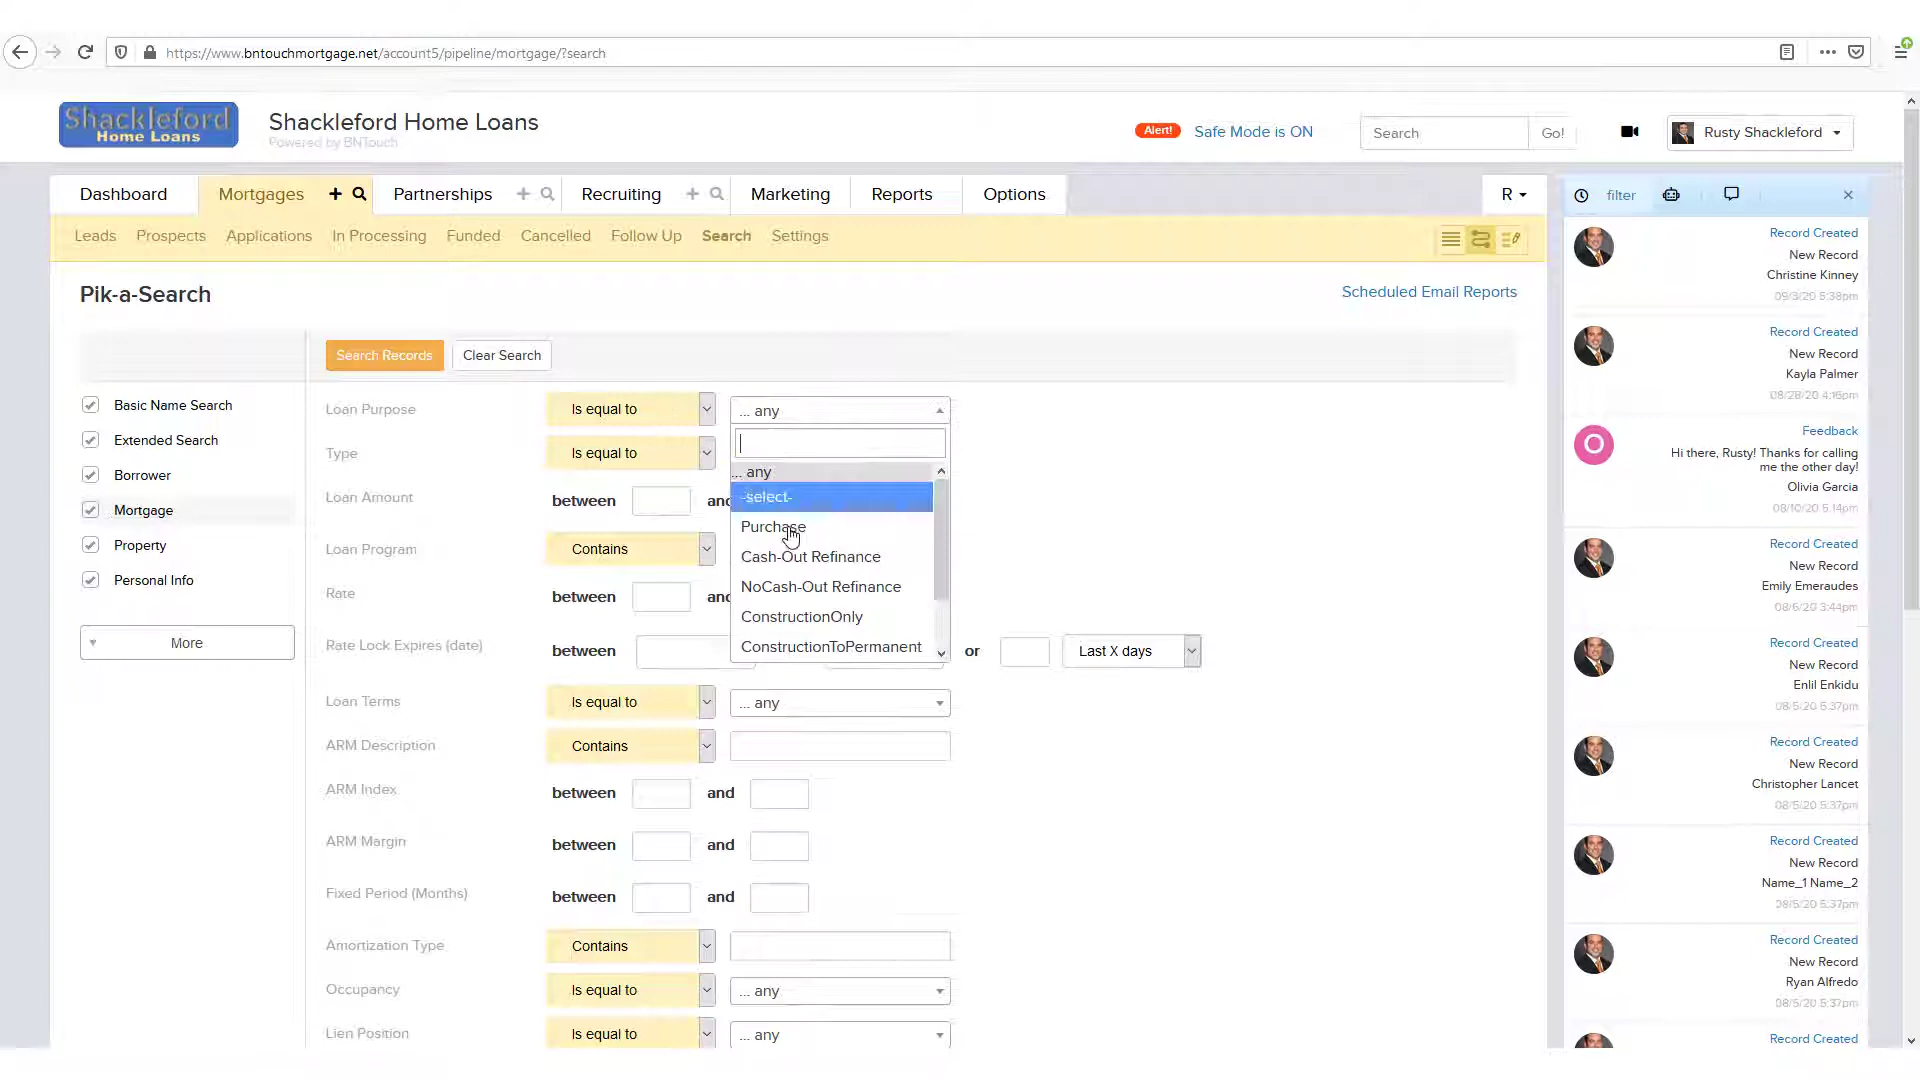 https://www.bntouchmortgage.net/account5/pipeline/mortgage/?search
Shackleford
Home Loans
Shackleford Home Loans
Powered by BNTouch
Alert!
Safe Mode is ON
Search
Go!
Rusty Shackleford
Dashboard
Mortgages
Partnerships
Recruiting
Marketing
Reports
Options
R
filter
Leads
Prospects
Applications
In Processing
Funded
Cancelled
Follow Up
Search
Settings
Pik-a-Search
Scheduled Email Reports
Search Records
Clear Search
Basic Name Search
Extended Search
Borrower
Mortgage
Property
Personal Info
More
Loan Purpose
Is equal to
... any
... any
-select-
Purchase
Cash-Out Refinance
NoCash-Out Refinance
ConstructionOnly
ConstructionToPermanent
Type
Is equal to
Loan Amount
between
and
Loan Program
Contains
Rate
between
and
Rate Lock Expires (date)
between
or
Last X days
Loan Terms
Is equal to
... any
ARM Description
Contains
ARM Index
between
and
ARM Margin
between
and
Fixed Period (Months)
between
and
Amortization Type
Contains
Occupancy
Is equal to
... any
Lien Position
Is equal to
... any
Record Created
New Record
Christine Kinney
09/3/20 5:38pm
Record Created
New Record
Kayla Palmer
08/28/20 4:16pm
O
Feedback
Hi there, Rusty! Thanks for calling
me the other day!
Olivia Garcia
08/10/20 5:14pm
Record Created
New Record
Emily Emeraudes
08/6/20 3:44pm
Record Created
New Record
Enlil Enkidu
08/5/20 5:37pm
Record Created
New Record
Christopher Lancet
08/5/20 5:37pm
Record Created
New Record
Name_1 Name_2
08/5/20 5:37pm
Record Created
New Record
Ryan Alfredo
08/5/20 5:37pm
Record Created